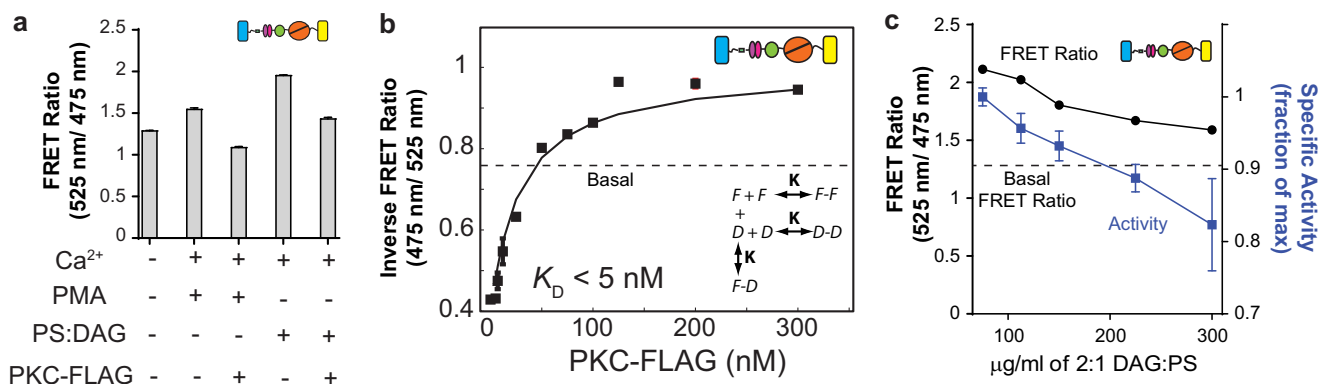 a
2.5
2
1.5
1
0.5
0
FRET Ratio
(525 nm/ 475 nm)
Ca²⁺ - + + + +
PMA - + + - -
PS:DAG - - - + +
PKC-FLAG - - + - +
b
1
0.8
0.6
0.4
Inverse FRET Ratio
(475 nm/ 525 nm)
Basal
F + F K F-F
+
D + D K D-D
K
F-D
K_D < 5 nM
0 100 200 300
PKC-FLAG (nM)
c
2.5
2
1.5
1
0.5
0
FRET Ratio
(525 nm/ 475 nm)
FRET Ratio
Basal
FRET Ratio
Activity
1
0.9
0.8
0.7
Specific Activity
(fraction of max)
100 200 300
μg/ml of 2:1 DAG:PS